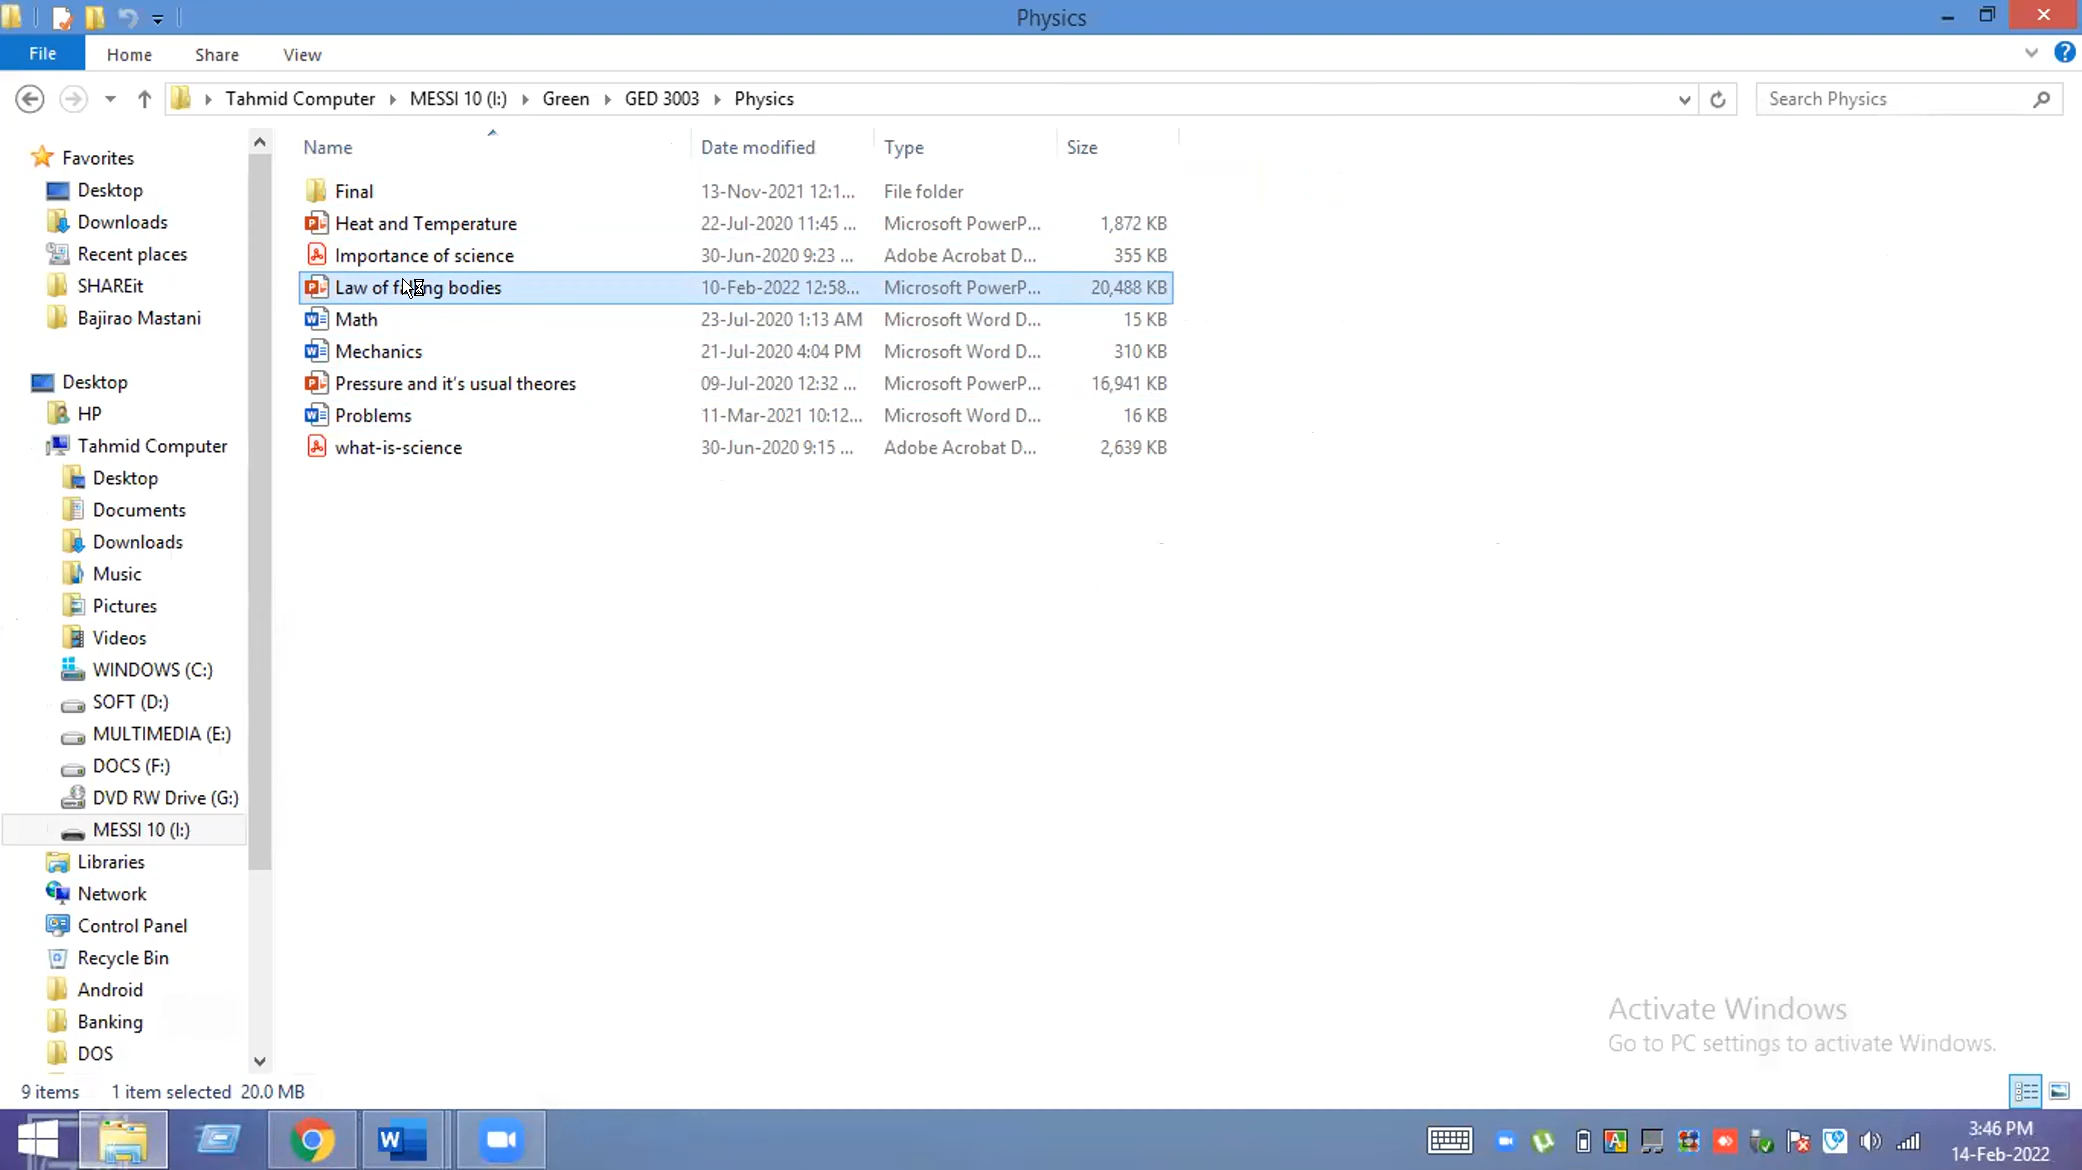 Physics
File Home Share View
Tahmid Computer MESSI 10 (I:) Green GED 3003 Physics Search Physics
Name Date modified Type Size
Final 13-Nov-2021 12:1... File folder
Heat and Temperature 22-Jul-2020 11:45 ... Microsoft PowerP... 1,872 KB
Importance of science 30-Jun-2020 9:23 ... Adobe Acrobat D... 355 KB
Law of falling bodies 10-Feb-2022 12:58... Microsoft PowerP... 20,488 KB
Math 23-Jul-2020 1:13 AM Microsoft Word D... 15 KB
Mechanics 21-Jul-2020 4:04 PM Microsoft Word D... 310 KB
Pressure and it's usual theores 09-Jul-2020 12:32 ... Microsoft PowerP... 16,941 KB
Problems 11-Mar-2021 10:12... Microsoft Word D... 16 KB
what-is-science 30-Jun-2020 9:15 ... Adobe Acrobat D... 2,639 KB
Favorites
Desktop
Downloads
Recent places
SHAREit
Bajirao Mastani
Desktop
HP
Tahmid Computer
Desktop
Documents
Downloads
Music
Pictures
Videos
WINDOWS (C:)
SOFT (D:)
MULTIMEDIA (E:)
DOCS (F:)
DVD RW Drive (G:)
MESSI 10 (I:)
Libraries
Network
Control Panel
Recycle Bin
Android
Banking
DOS
Activate Windows
Go to PC settings to activate Windows.
9 items 1 item selected 20.0 MB
3:46 PM
14-Feb-2022